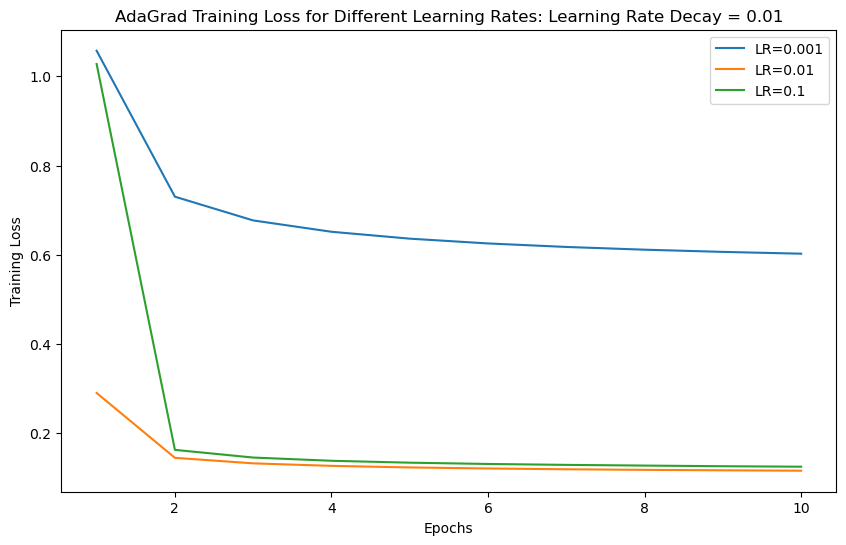 AdaGrad Training Loss for Different Learning Rates: Learning Rate Decay = 0.01
LR=0.001
LR=0.01
LR=0.1
1.0
0.8
0.6
0.4
0.2
Training Loss
2 4 6 8 10
Epochs